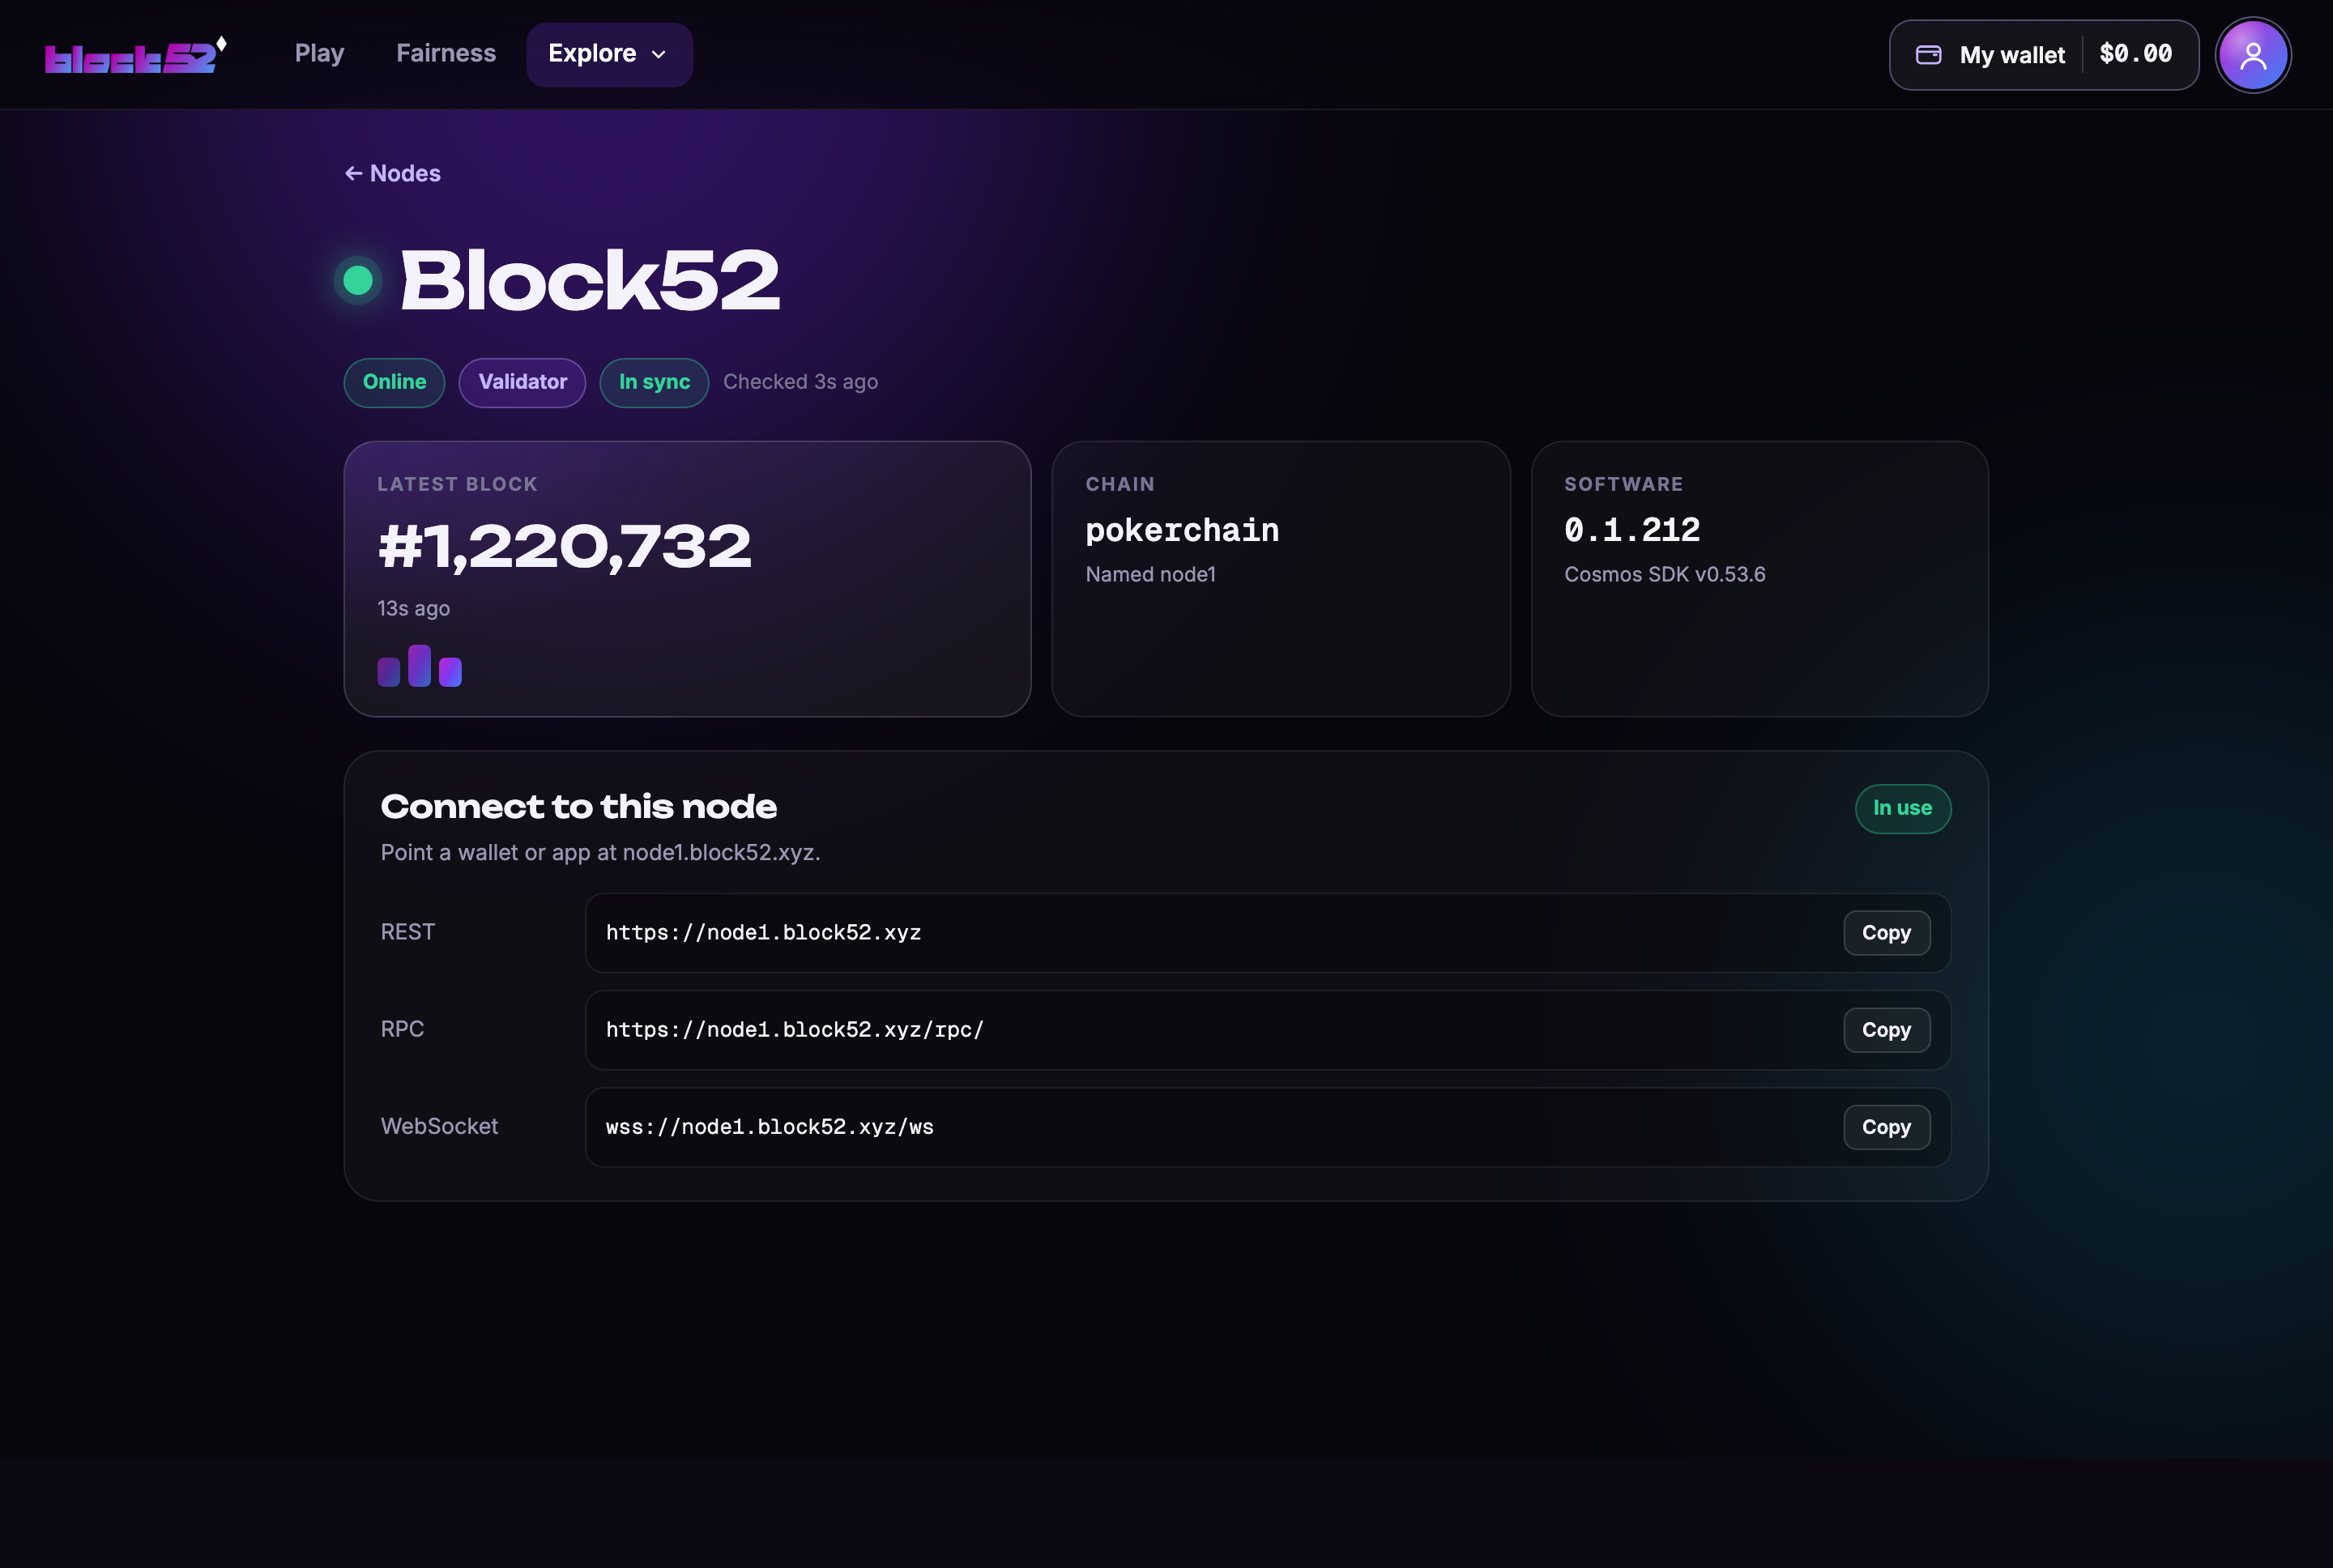 block52
Play
Fairness
Explore
My wallet
$0.00
← Nodes
Block52
Online
Validator
In sync
Checked 3s ago
LATEST BLOCK
#1,220,732
13s ago
CHAIN
pokerchain
Named node1
SOFTWARE
0.1.212
Cosmos SDK v0.53.6
Connect to this node
In use
Point a wallet or app at node1.block52.xyz.
REST
https://node1.block52.xyz
Copy
RPC
https://node1.block52.xyz/rpc/
Copy
WebSocket
wss://node1.block52.xyz/ws
Copy